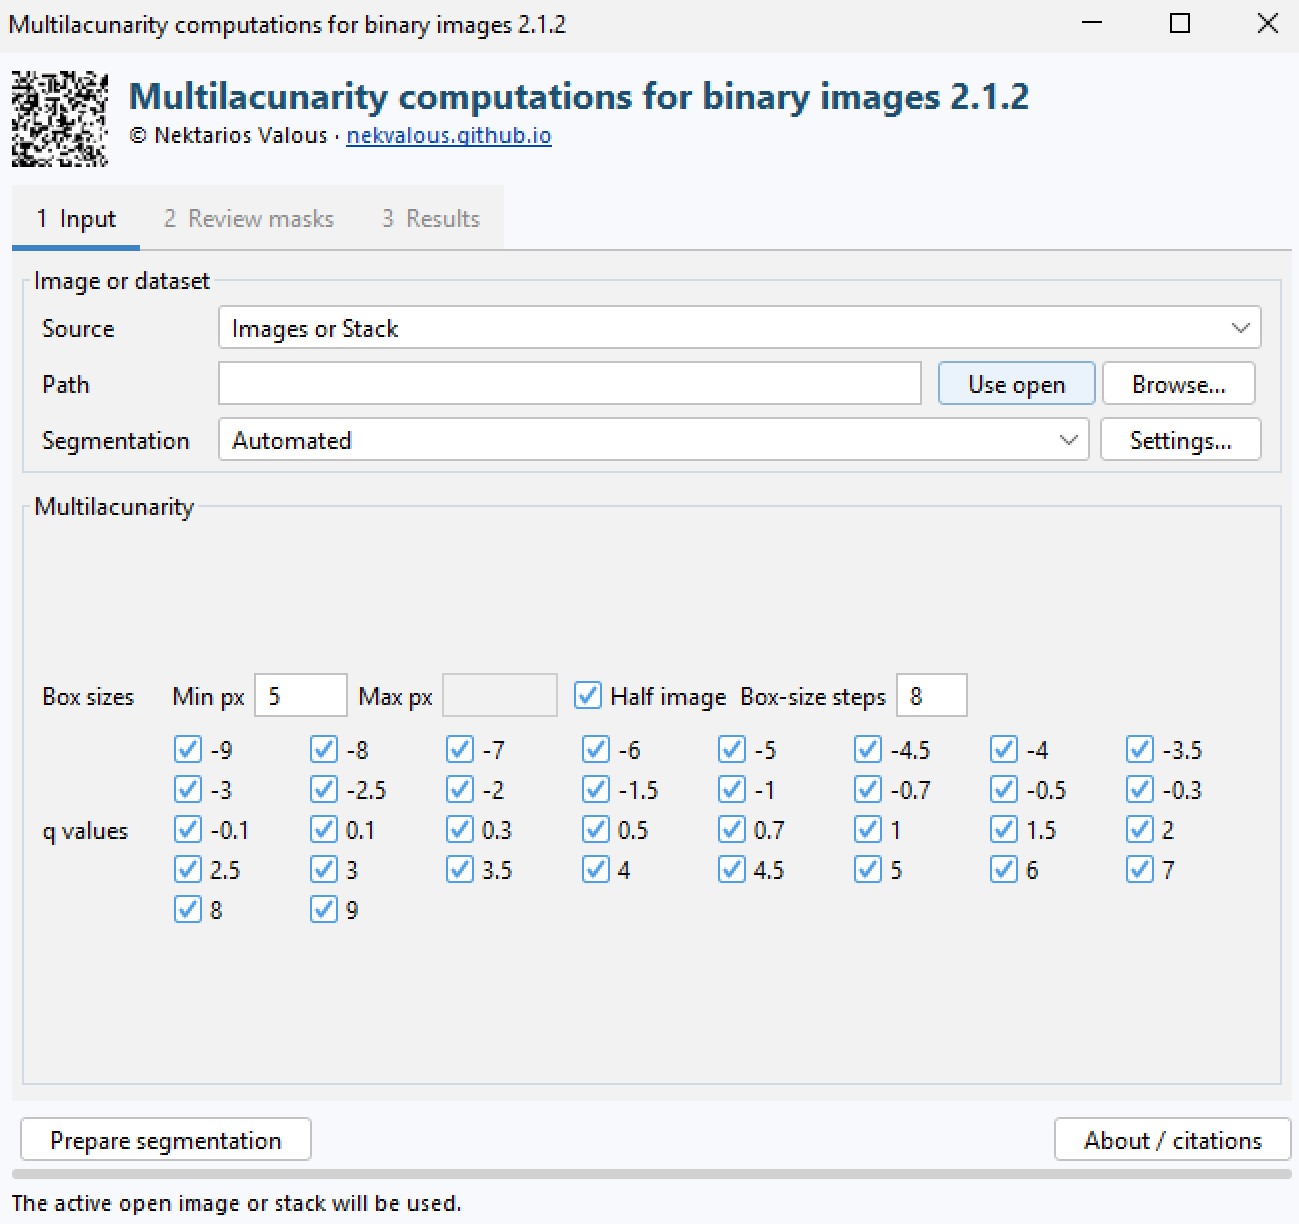 Multilacunarity computations for binary images 2.1.2
Multilacunarity computations for binary images 2.1.2
© Nektarios Valous · nekvalous.github.io
1 Input 2 Review masks 3 Results
Image or dataset
Source Images or Stack
Path Use open Browse...
Segmentation Automated Settings...
Multilacunarity
Box sizes Min px 5 Max px Half image Box-size steps 8
-9 -8 -7 -6 -5 -4.5 -4 -3.5
-3 -2.5 -2 -1.5 -1 -0.7 -0.5 -0.3
q values -0.1 0.1 0.3 0.5 0.7 1 1.5 2
2.5 3 3.5 4 4.5 5 6 7
8 9
Prepare segmentation About / citations
The active open image or stack will be used.